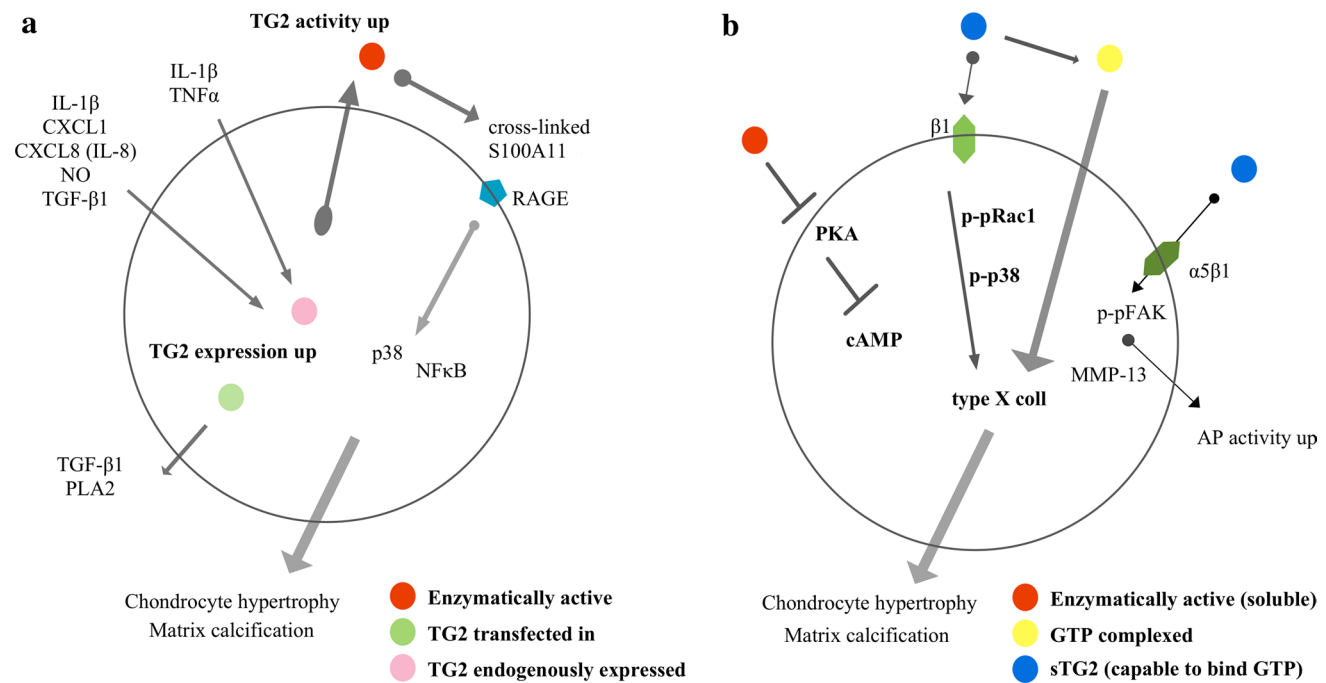 a
TG2 activity up
IL-1β
TNFα
IL-1β
CXCL1
CXCL8 (IL-8)
NO
TGF-β1
cross-linked
S100A11
RAGE
p38
NFκB
TG2 expression up
TGF-β1
PLA2
Chondrocyte hypertrophy
Matrix calcification
Enzymatically active
TG2 transfected in
TG2 endogenously expressed
b
β1
p-pRac1
PKA
p-p38
cAMP
α5β1
p-pFAK
MMP-13
type X coll
AP activity up
Chondrocyte hypertrophy
Matrix calcification
Enzymatically active (soluble)
GTP complexed
sTG2 (capable to bind GTP)